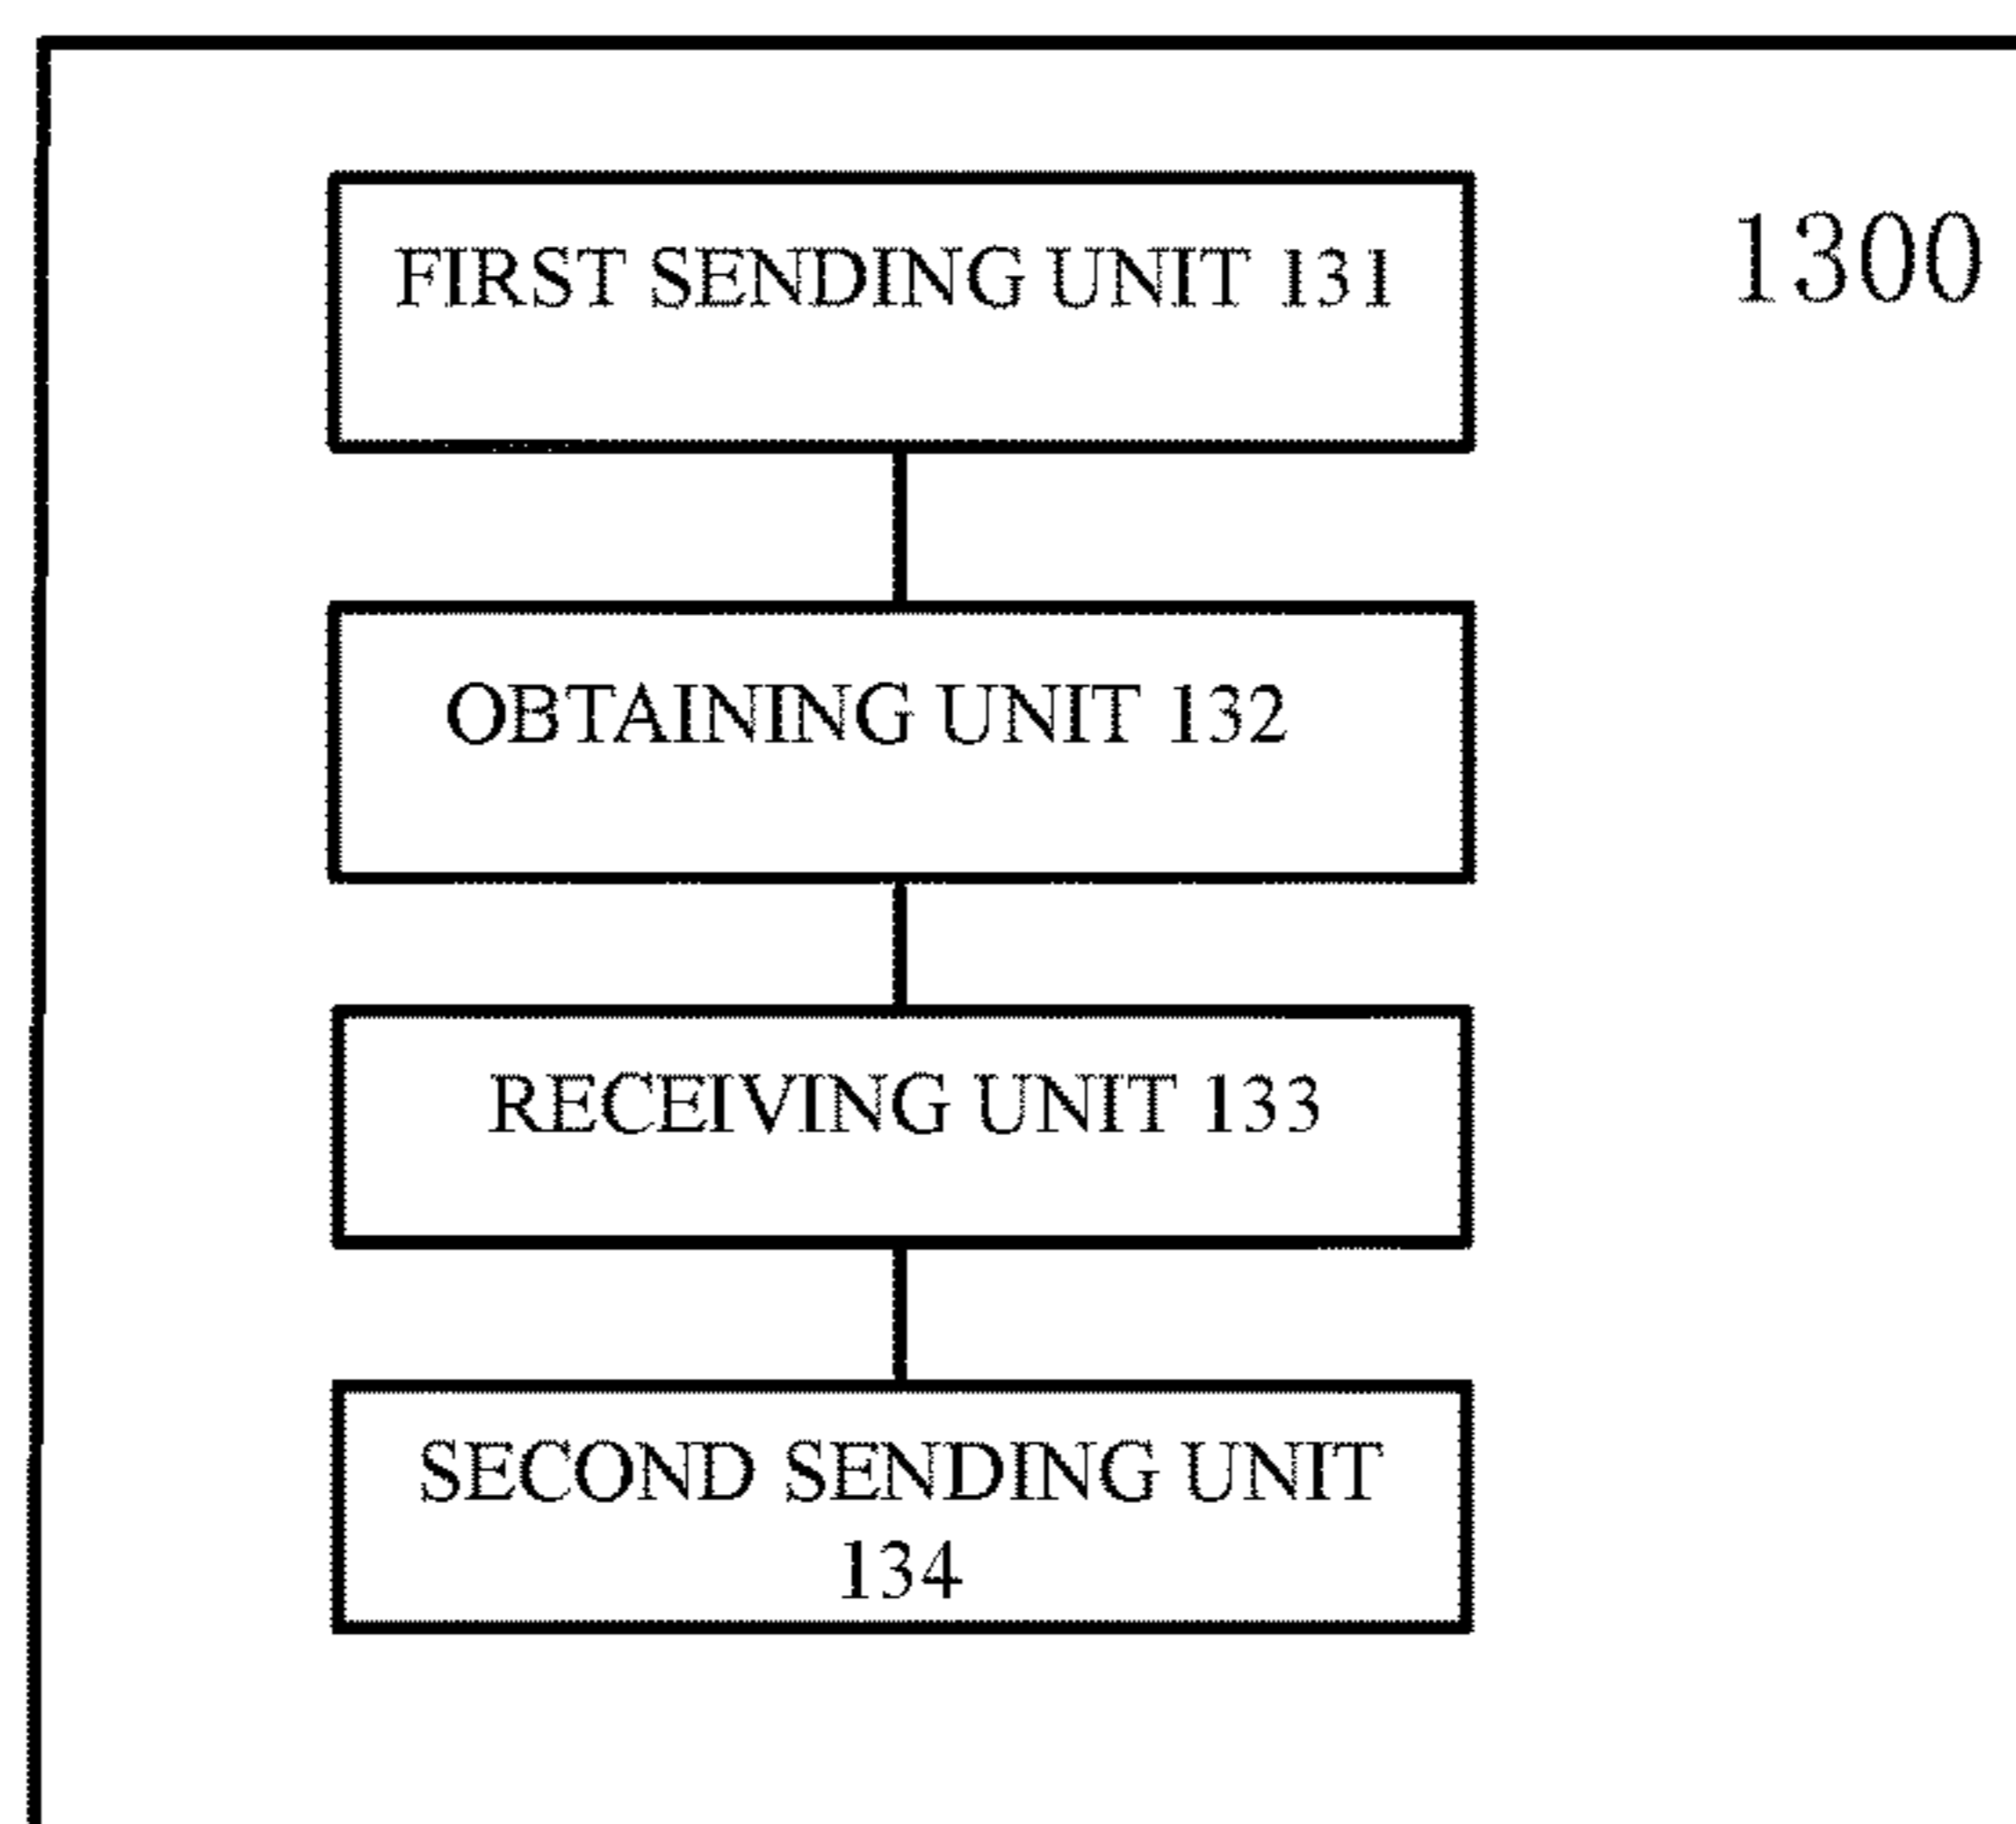 FIRST SENDING UNIT 131
1300
OBTAINING UNIT 132
RECEIVING UNIT 133
SECOND SENDING UNIT
134